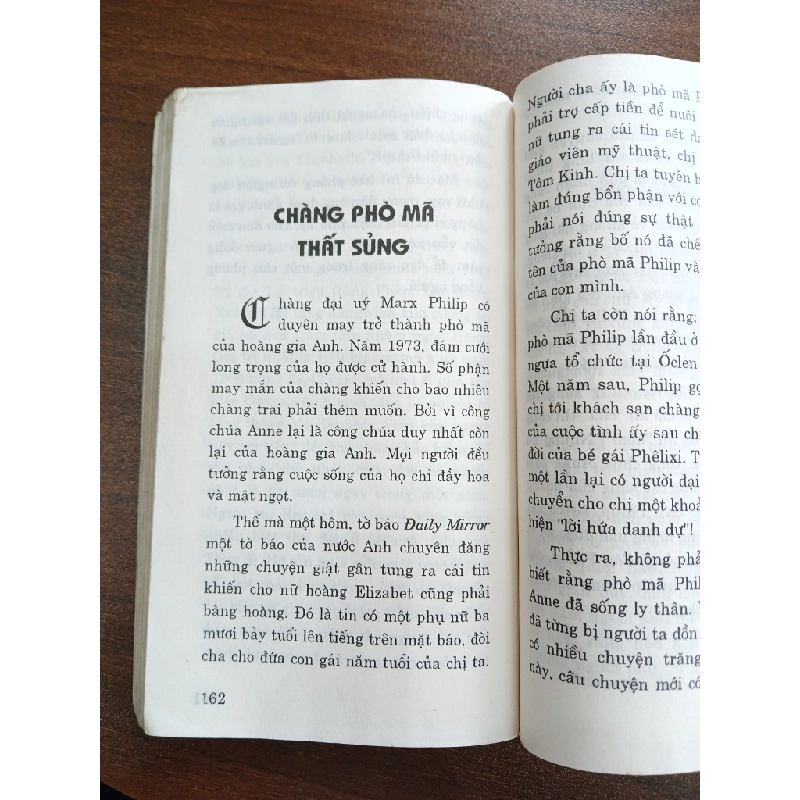 CHÀNG PHÒ MÃ
THẤT SỦNG
Chàng đại uý Marx Philip có
duyên may trở thành phò mã
của hoàng gia Anh. Năm 1973, đám cưới
long trọng của họ được cử hành. Số phận
may mắn của chàng khiến cho bao nhiêu
chàng trai phải thèm muốn. Bởi vì công
chúa Anne lại là công chúa duy nhất còn
lại của hoàng gia Anh. Mọi người đều
tưởng rằng cuộc sống của họ chỉ đầy hoa
và mật ngọt.
Thế mà một hôm, tờ báo Daily Mirror
một tờ báo của nước Anh chuyên đăng
những chuyện giật gân tung ra cái tin
khiến cho nữ hoàng Elizabet cũng phải
bàng hoàng. Đó là tin có một phụ nữ ba
mươi bảy tuổi lên tiếng trên mặt báo, đòi
cha cho đứa con gái năm tuổi của chị ta.
162
Người cha ấy là phò mã
phải trợ cấp tiền để nuôi
nữ tung ra cái tin sét
giáo viên mỹ thuật, chị
Tôm Kinh. Chị ta tuyên
làm đúng bổn phận với
phải nói đúng sự thật
tưởng rằng bố nó đã
tên của phò mã Philip và
của con mình.
Chị ta còn nói rằng:
phò mã Philip lần đầu ở
ngựa tổ chức tại Ốclen
Một năm sau, Philip
chị tới khách sạn chàng
của cuộc tình ấy sau
đời của bé gái Phêlixi.
một lần lại có người
chuyển cho chị một
hiện "lời hứa danh dự"!
Thực ra, không
biết rằng phò mã
Anne đã sống ly thân.
đã từng bị người ta đồn
có nhiều chuyện trăng
này, câu chuyện mới